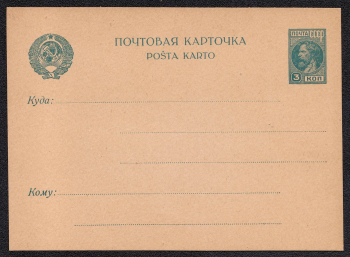 ПОЧТОВАЯ КАРТОЧКА
POŜTA KARTO
ПОЧТА СССР
3 КОП
Куда:
Кому: